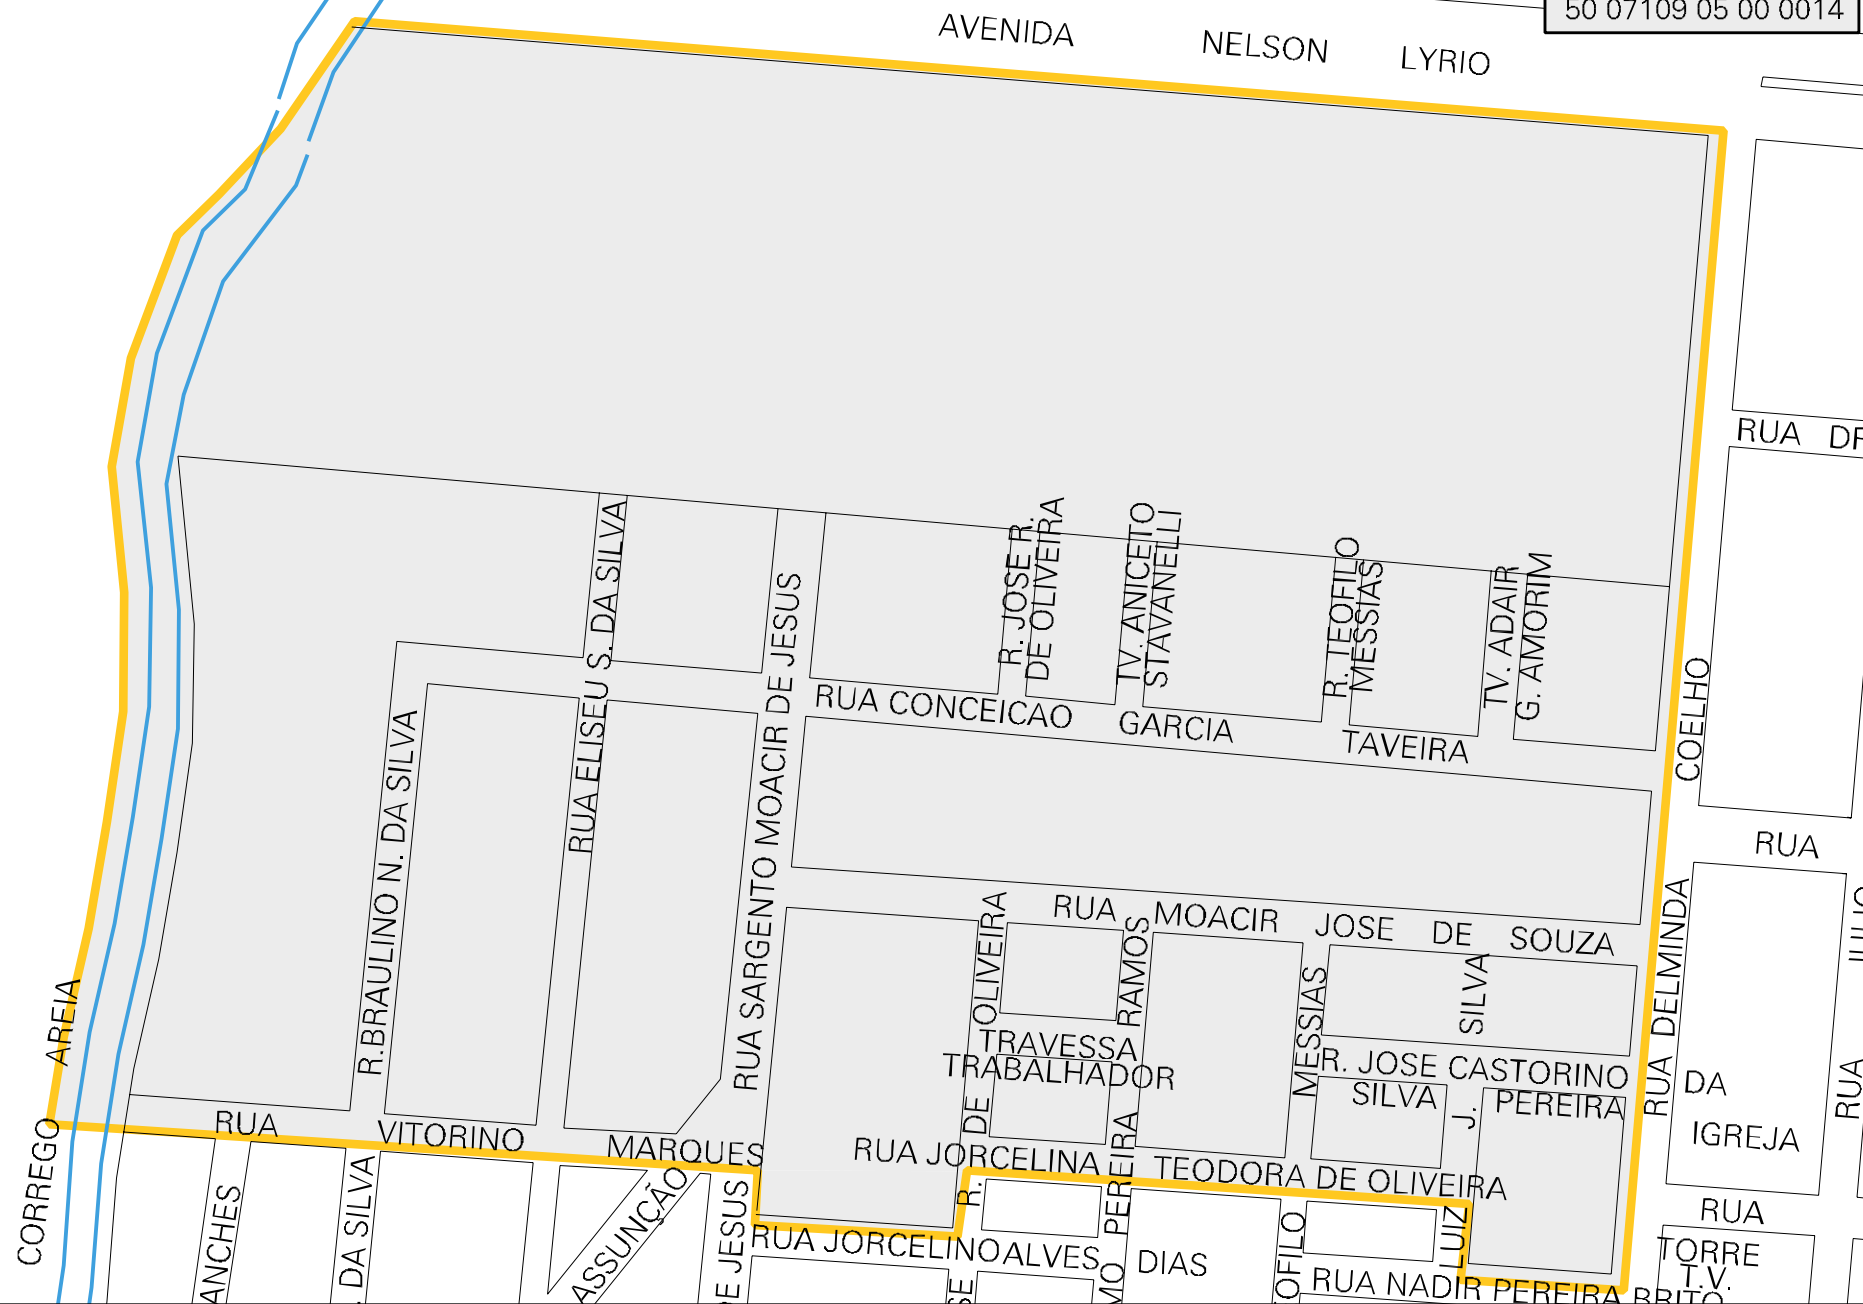 50 07109 05 00 0014
AVENIDA NELSON LYRIO
RUA DR
R. JOSE R.
DE OLIVEIRA
TV. ANICETO
STAVANELLI
R. TEOFILO
MESSIAS
TV. ADAIR
G. AMORIM
RUA ELISEU S. DA SILVA
RUA SARGENTO MOACIR DE JESUS
R.BRAULINO N. DA SILVA
RUA CONCEICAO GARCIA TAVEIRA
RUA DELMINDA COELHO
RUA
RUA MOACIR JOSE DE SOUZA
R. DE OLIVEIRA
PEREIRA RAMOS
MESSIAS
LUIZ J. SILVA
TRAVESSA
TRABALHADOR
R. JOSE CASTORINO
SILVA PEREIRA
DA
IGREJA
RUA
CORREGO AREIA
RUA VITORINO MARQUES
RUA JORCELINA TEODORA DE OLIVEIRA
RUA
ANCHES
. DA SILVA
ASSUNÇÃO
DE JESUS
RUA JORCELINO ALVES DIAS
SE
MO
OFILO
RUA NADIR PEREIRA BRITO
TORRE
T.V.